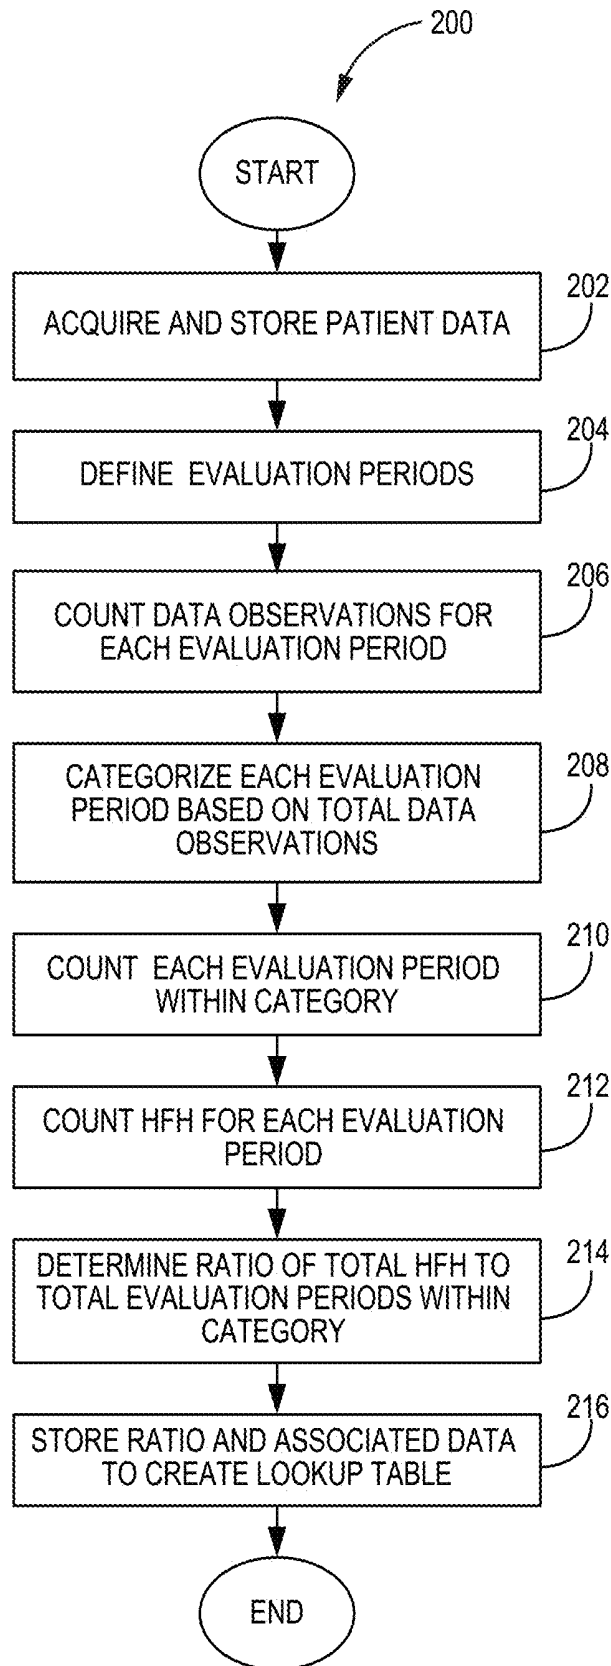 200
START
202
ACQUIRE AND STORE PATIENT DATA
204
DEFINE EVALUATION PERIODS
206
COUNT DATA OBSERVATIONS FOR
EACH EVALUATION PERIOD
208
CATEGORIZE EACH EVALUATION
PERIOD BASED ON TOTAL DATA
OBSERVATIONS
210
COUNT EACH EVALUATION PERIOD
WITHIN CATEGORY
212
COUNT HFH FOR EACH EVALUATION
PERIOD
214
DETERMINE RATIO OF TOTAL HFH TO
TOTAL EVALUATION PERIODS WITHIN
CATEGORY
216
STORE RATIO AND ASSOCIATED DATA
TO CREATE LOOKUP TABLE
END